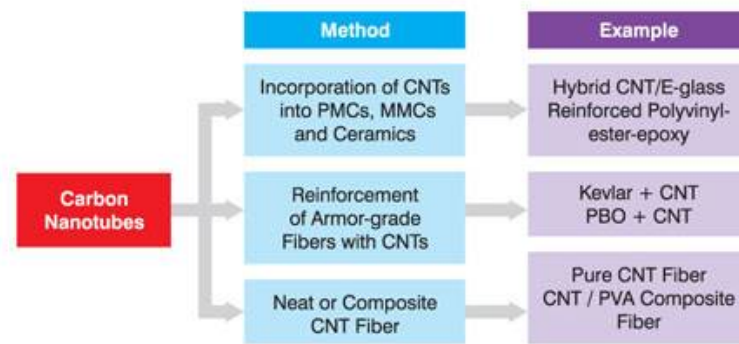 Method
Example
Incorporation of CNTs
into PMCs, MMCs
and Ceramics
Hybrid CNT/E-glass
Reinforced Polyvinyl-
ester-epoxy
Carbon
Nanotubes
Reinforcement
of Armor-grade
Fibers with CNTs
Kevlar + CNT
PBO + CNT
Neat or Composite
CNT Fiber
Pure CNT Fiber
CNT / PVA Composite
Fiber